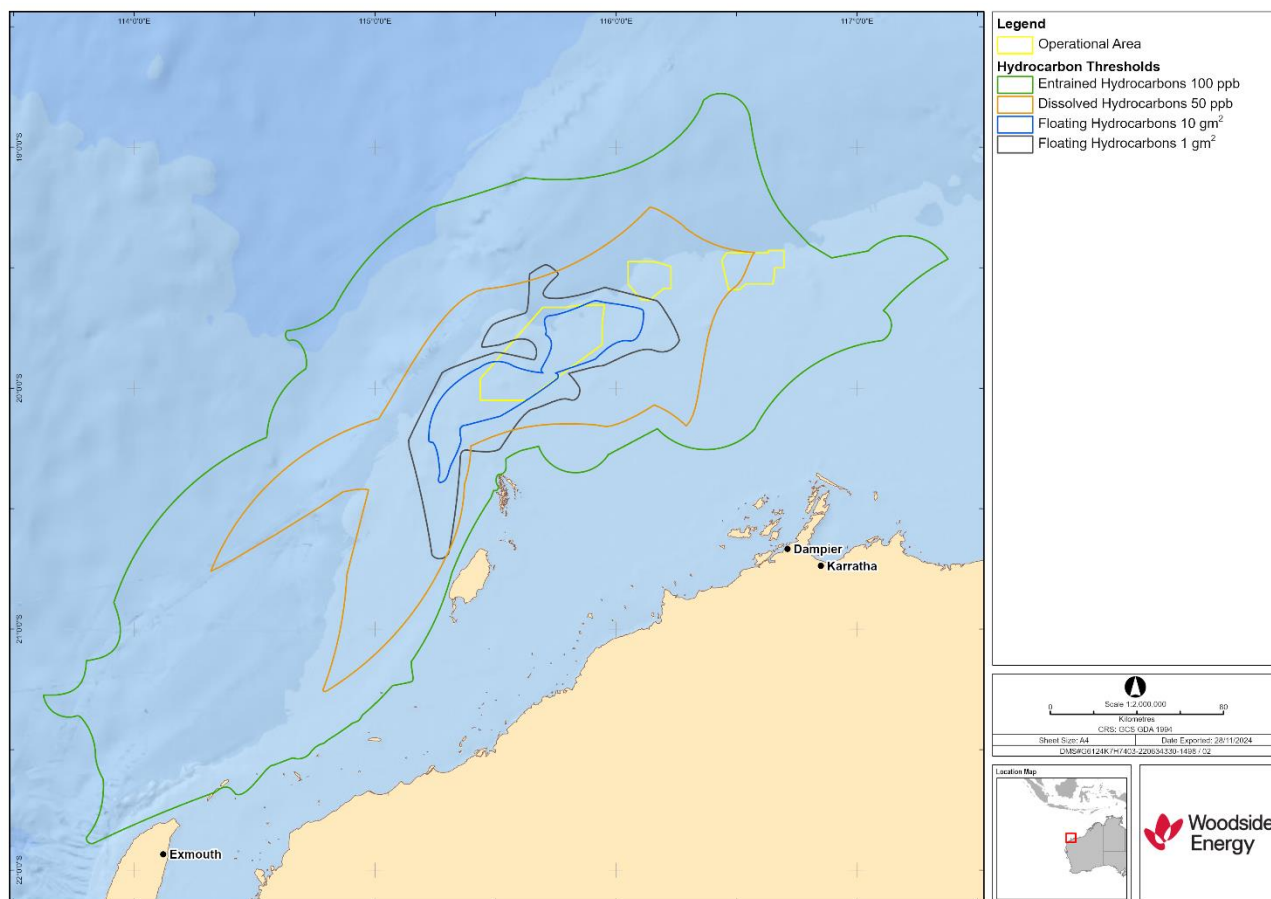 114°0'0"E
115°0'0"E
116°0'0"E
117°0'0"E
19°0'0"S
20°0'0"S
21°0'0"S
22°0'0"S
Dampier
Karratha
Exmouth
Legend
Operational Area
Hydrocarbon Thresholds
Entrained Hydrocarbons 100 ppb
Dissolved Hydrocarbons 50 ppb
Floating Hydrocarbons 10 gm²
Floating Hydrocarbons 1 gm²
Scale 1:2,000,000
0 80
Kilometres
CRS: GCS GDA 1994
Sheet Size: A4 Date Exported: 28/11/2024
Location Map
Woodside
Energy